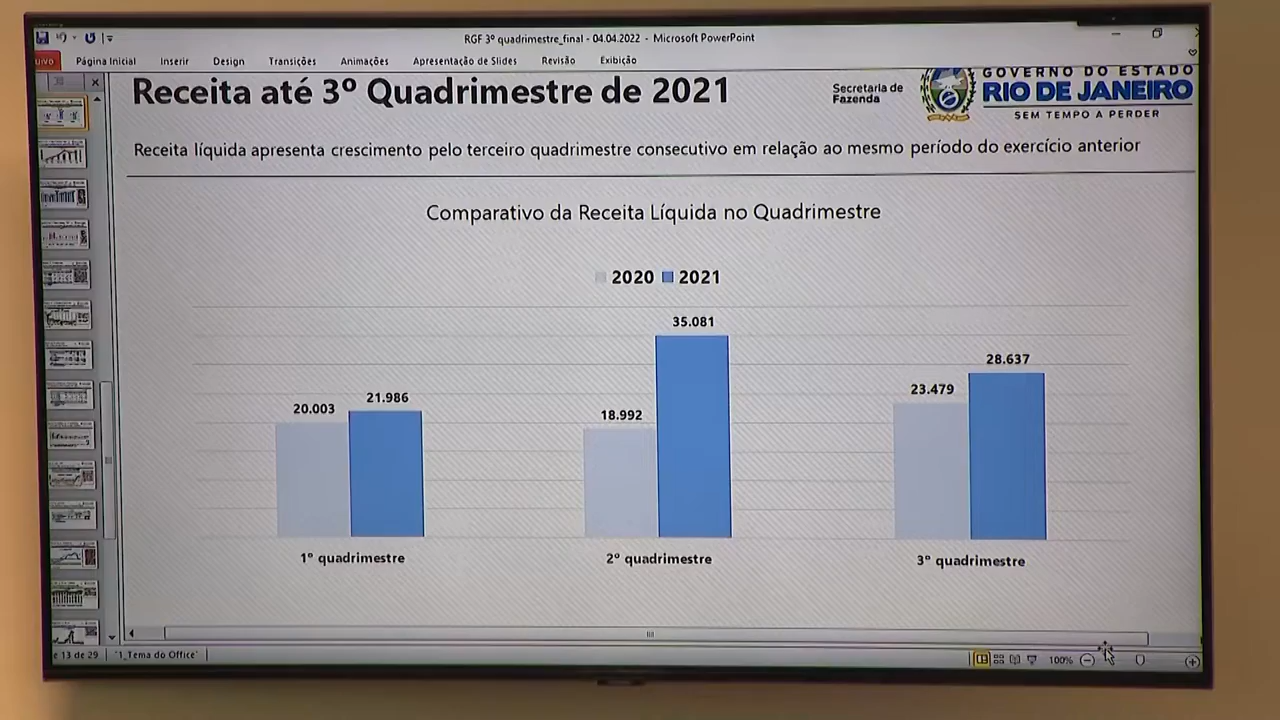 RGF 3º quadrimestre_final - 04.04.2022 - Microsoft PowerPoint
Página Inicial Inserir Design Transições Animações Apresentação de Slides Revisão Exibição
Receita até 3º Quadrimestre de 2021
Secretaria de
Fazenda
GOVERNO DO ESTADO
RIO DE JANEIRO
SEM TEMPO A PERDER
Receita líquida apresenta crescimento pelo terceiro quadrimestre consecutivo em relação ao mesmo período do exercício anterior
Comparativo da Receita Líquida no Quadrimestre
2020 2021
20.003 21.986 18.992 35.081 23.479 28.637
1º quadrimestre 2º quadrimestre 3º quadrimestre
e 13 de 29 "1_Tema do Office" 100%